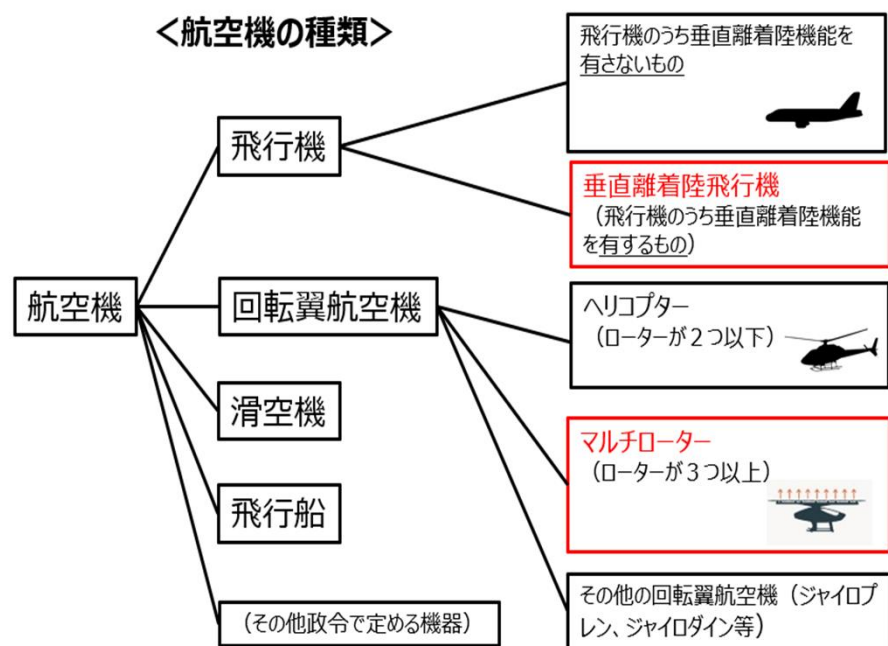 <航空機の種類>
航空機
飛行機
回転翼航空機
滑空機
飛行船
（その他政令で定める機器）
飛行機のうち垂直離着陸機能を
有さないもの
垂直離着陸飛行機
（飛行機のうち垂直離着陸機能
を有するもの）
ヘリコプター
（ローターが２つ以下）
マルチローター
（ローターが３つ以上）
その他の回転翼航空機（ジャイロプ
レン、ジャイロダイン等）